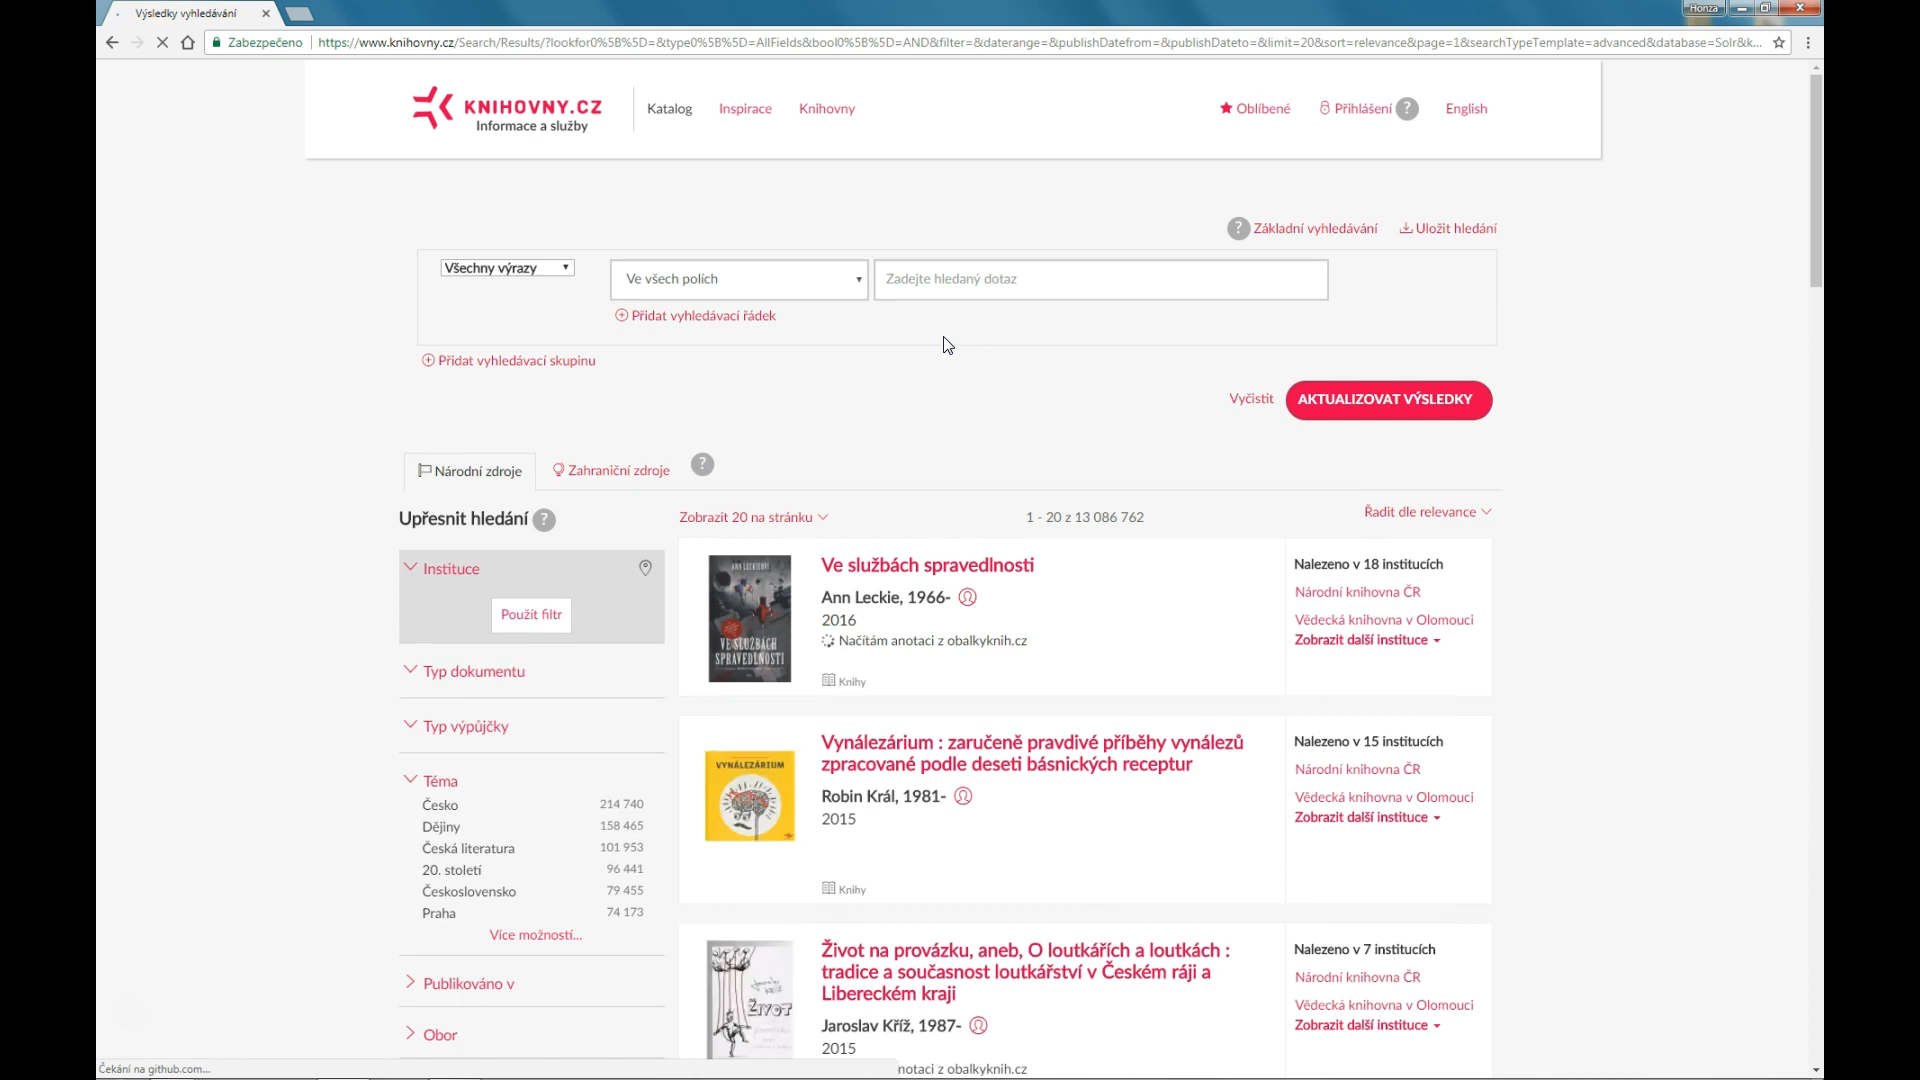 Výsledky vyhledávání
Honza
Zabezpečeno
https://www.knihovny.cz/Search/Results/?lookfor0%5B%5D=&type0%5B%5D=AllFields&bool0%5B%5D=AND&filter=&daterange=&publishDatefrom=&publishDateto=&limit=20&sort=relevance&page=1&searchTypeTemplate=advanced&database=Solr&k...
KNIHOVNY.CZ
Informace a služby
Katalog
Inspirace
Knihovny
Oblíbené
Přihlášení ?
English
? Základní vyhledávání
Uložit hledání
Všechny výrazy
Ve všech polích
Zadejte hledaný dotaz
Přidat vyhledávací řádek
Přidat vyhledávací skupinu
Vyčistit
AKTUALIZOVAT VÝSLEDKY
Národní zdroje
Zahraniční zdroje
?
Upřesnit hledání ?
Zobrazit 20 na stránku
1 - 20 z 13 086 762
Řadit dle relevance
Instituce
Použít filtr
Typ dokumentu
Typ výpůjčky
Téma
Česko 214 740
Dějiny 158 465
Česká literatura 101 953
20. století 96 441
Československo 79 455
Praha 74 173
Více možností...
Publikováno v
Obor
ANN LECKIEOVÁ
VE SLUŽBÁCH
SPRAVEDLNOSTI
Ve službách spravedlnosti
Ann Leckie, 1966-
2016
Načítám anotaci z obalkyknih.cz
Knihy
Nalezeno v 18 institucích
Národní knihovna ČR
Vědecká knihovna v Olomouci
Zobrazit další instituce
VYNÁLEZÁRIUM
Vynálezárium : zaručeně pravdivé příběhy vynálezů
zpracované podle deseti básnických receptur
Robin Král, 1981-
2015
Knihy
Nalezeno v 15 institucích
Národní knihovna ČR
Vědecká knihovna v Olomouci
Zobrazit další instituce
ŽIVOT
Život na provázku, aneb, O loutkářích a loutkách :
tradice a současnost loutkářství v Českém ráji a
Libereckém kraji
Jaroslav Kříž, 1987-
2015
notaci z obalkyknih.cz
Nalezeno v 7 institucích
Národní knihovna ČR
Vědecká knihovna v Olomouci
Zobrazit další instituce
Čekání na github.com...